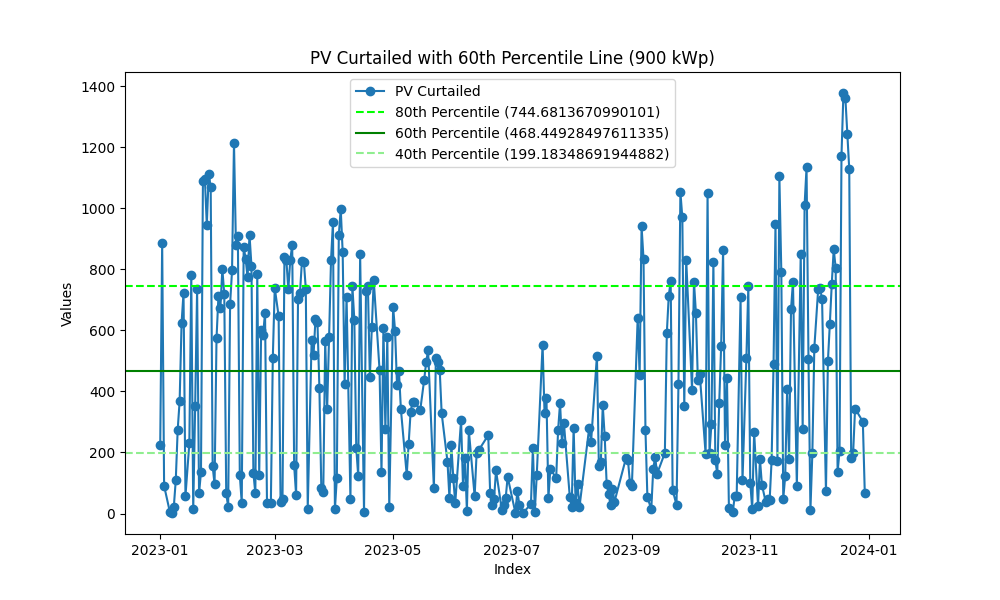 PV Curtailed with 60th Percentile Line (900 kWp)
PV Curtailed
80th Percentile (744.6813670990101)
60th Percentile (468.44928497611335)
40th Percentile (199.18348691944882)
1400
1200
1000
800
600
400
200
0
Values
2023-01
2023-03
2023-05
2023-07
2023-09
2023-11
2024-01
Index